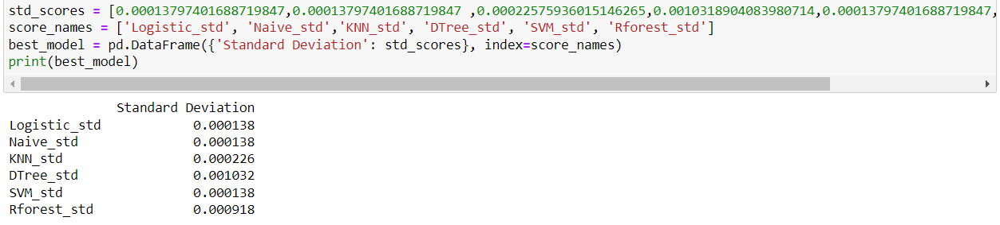 std_scores = [0.00013797401688719847,0.00013797401688719847 ,0.00022575936015146265,0.0010318904083980714,0.00013797401688719847,
score_names = ['Logistic_std', 'Naive_std','KNN_std', 'DTree_std', 'SVM_std', 'Rforest_std']
best_model = pd.DataFrame({'Standard Deviation': std_scores}, index=score_names)
print(best_model)
Standard Deviation
Logistic_std 0.000138
Naive_std 0.000138
KNN_std 0.000226
DTree_std 0.001032
SVM_std 0.000138
Rforest_std 0.000918